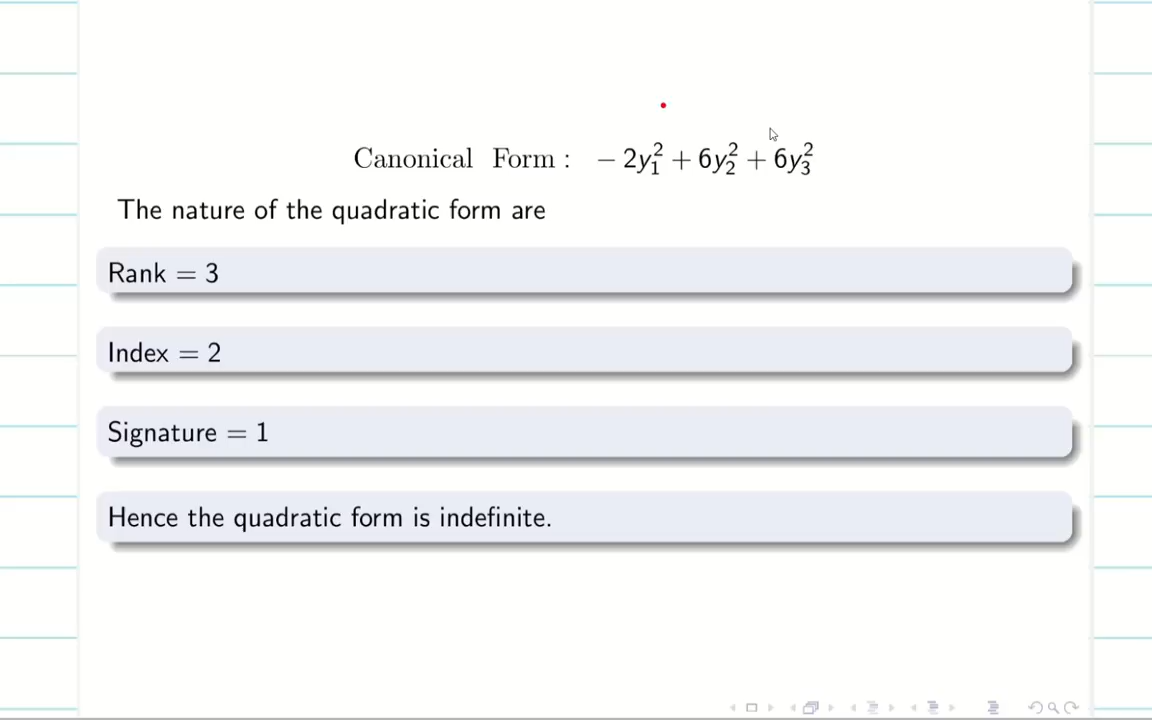 Canonical Form : − 2y₁² + 6y₂² + 6y₃²
The nature of the quadratic form are
Rank = 3
Index = 2
Signature = 1
Hence the quadratic form is indefinite.